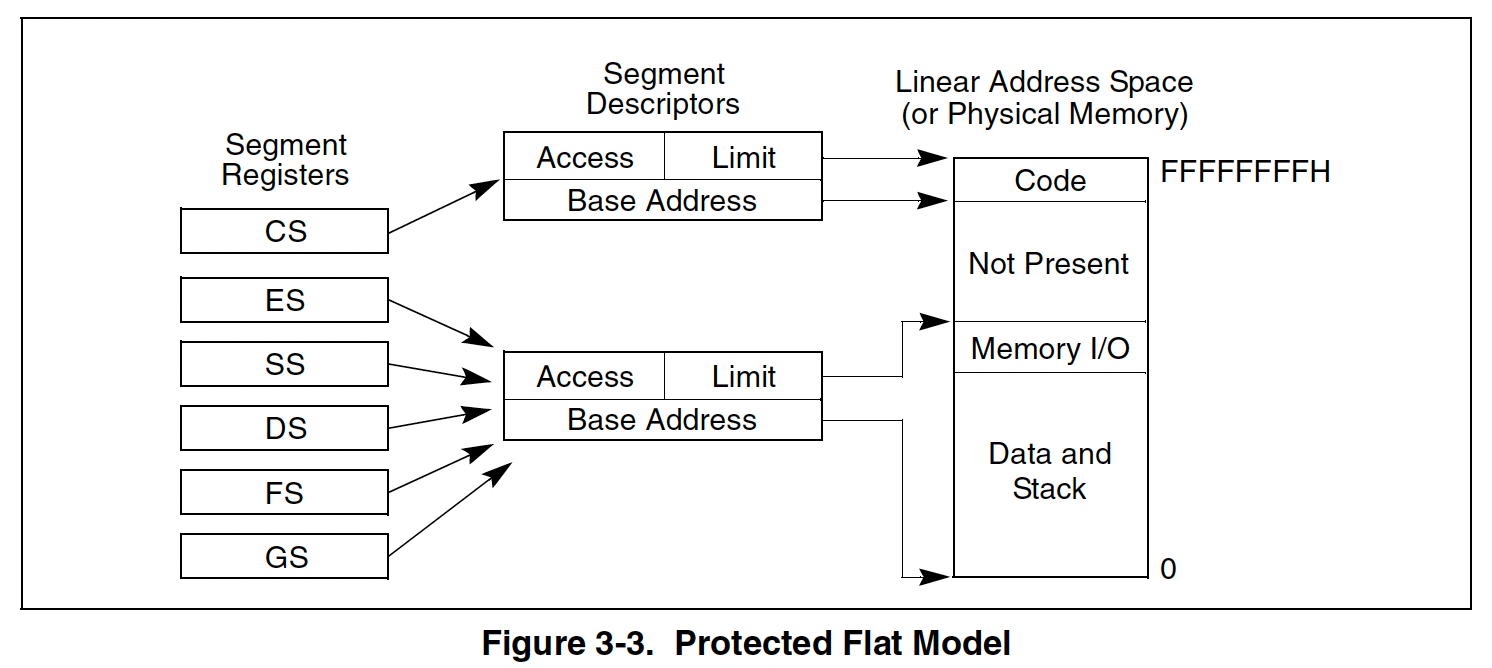 Segment
Descriptors
Linear Address Space
(or Physical Memory)
Segment
Registers
Access
Limit
Base Address
CS
ES
SS
DS
FS
GS
Access
Limit
Base Address
Code
FFFFFFFFH
Not Present
Memory I/O
Data and
Stack
0
Figure 3-3. Protected Flat Model